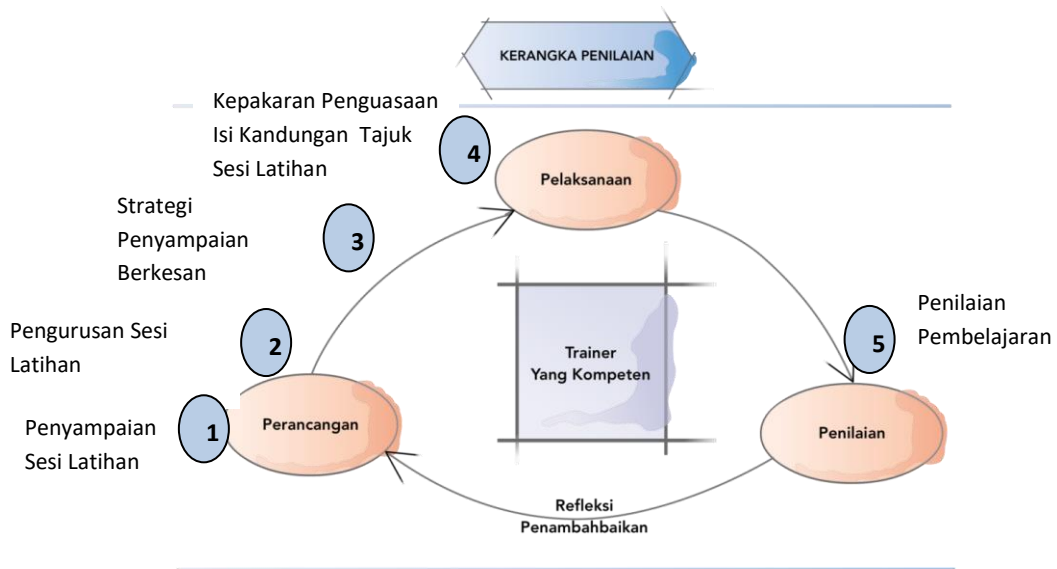 KERANGKA PENILAIAN
Kepakaran Penguasaan
Isi Kandungan Tajuk
Sesi Latihan
4
Pelaksanaan
Strategi
Penyampaian
Berkesan
3
Pengurusan Sesi
Latihan
2
Trainer
Yang Kompeten
5
Penilaian
Pembelajaran
Penyampaian
Sesi Latihan
1
Perancangan
Penilaian
Refleksi
Penambahbaikan